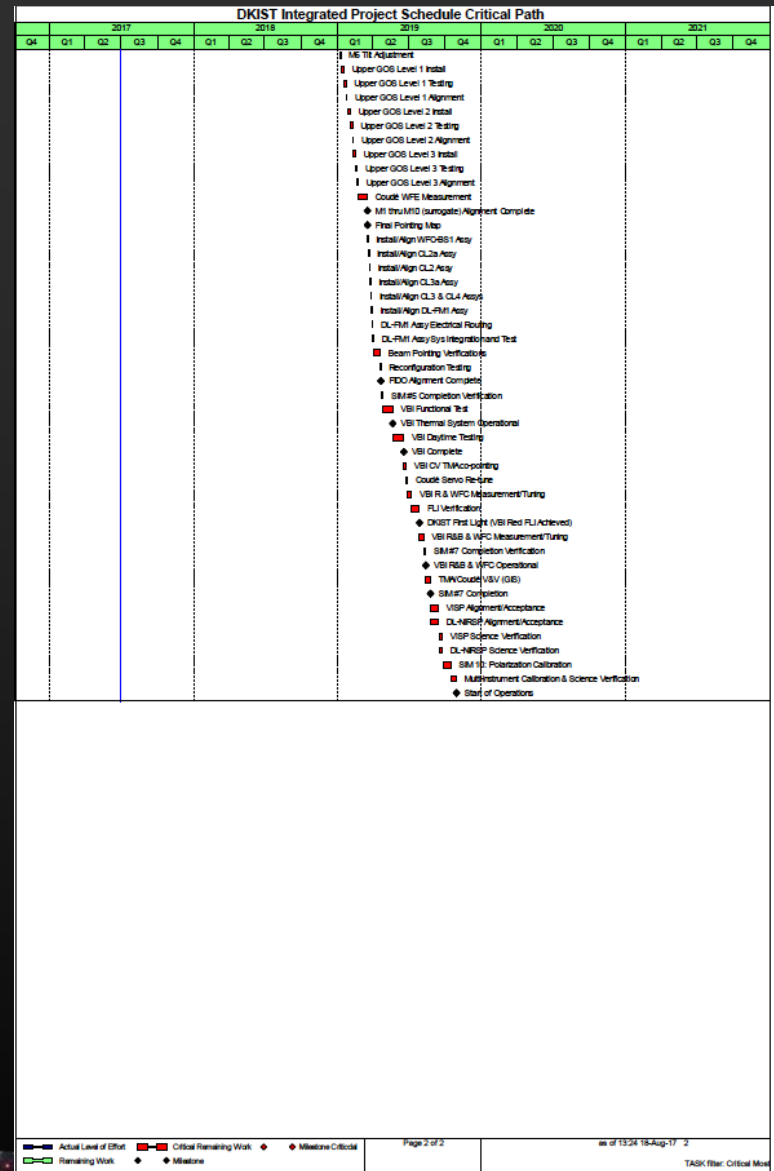 DKIST Integrated Project Schedule Critical Path
2017 2018 2019 2020 2021
Q4 Q1 Q2 Q3 Q4 Q1 Q2 Q3 Q4 Q1 Q2 Q3 Q4 Q1 Q2 Q3 Q4 Q1 Q2 Q3 Q4
M5 Tilt Adjustment
Upper GOS Level 1 Install
Upper GOS Level 1 Testing
Upper GOS Level 1 Alignment
Upper GOS Level 2 Install
Upper GOS Level 2 Testing
Upper GOS Level 2 Alignment
Upper GOS Level 3 Install
Upper GOS Level 3 Testing
Upper GOS Level 3 Alignment
Coudé WFE Measurement
M1 thru M10 (surrogate) Alignment Complete
Final Pointing Map
Install/Align WFC-BS1 Assy
Install/Align CL2a Assy
Install/Align CL2 Assy
Install/Align CL3a Assy
Install/Align CL3 & CL4 Assys
Install/Align DL-FM1 Assy
DL-FM1 Assy Electrical Routing
DL-FM1 Assy Sys Integration and Test
Beam Pointing Verifications
Reconfiguration Testing
FIDO Alignment Complete
SIM #5 Completion Verification
VBI Functional Test
VBI Thermal System Operational
VBI Daytime Testing
VBI Complete
VBI CV TMA co-pointing
Coudé Servo Re-tune
VBI R & WFC Measurement/Tuning
FLI Verification
DKIST First Light (VBI Red FLI Achieved)
VBI R&B & WFC Measurement/Tuning
SIM #7 Completion Verification
VBI R&B & WFC Operational
TMA/Coudé V&V (GIS)
SIM #7 Completion
VISP Alignment/Acceptance
DL-NIRSP Alignment/Acceptance
VISP Science Verification
DL-NIRSP Science Verification
SIM 10: Polarization Calibration
Multi-Instrument Calibration & Science Verification
Start of Operations
Actual Level of Effort Critical Remaining Work Milestone Critical Page 2 of 2 as of 13:24 18-Aug-17 2
Remaining Work Milestone
TASK filter: Critical Most